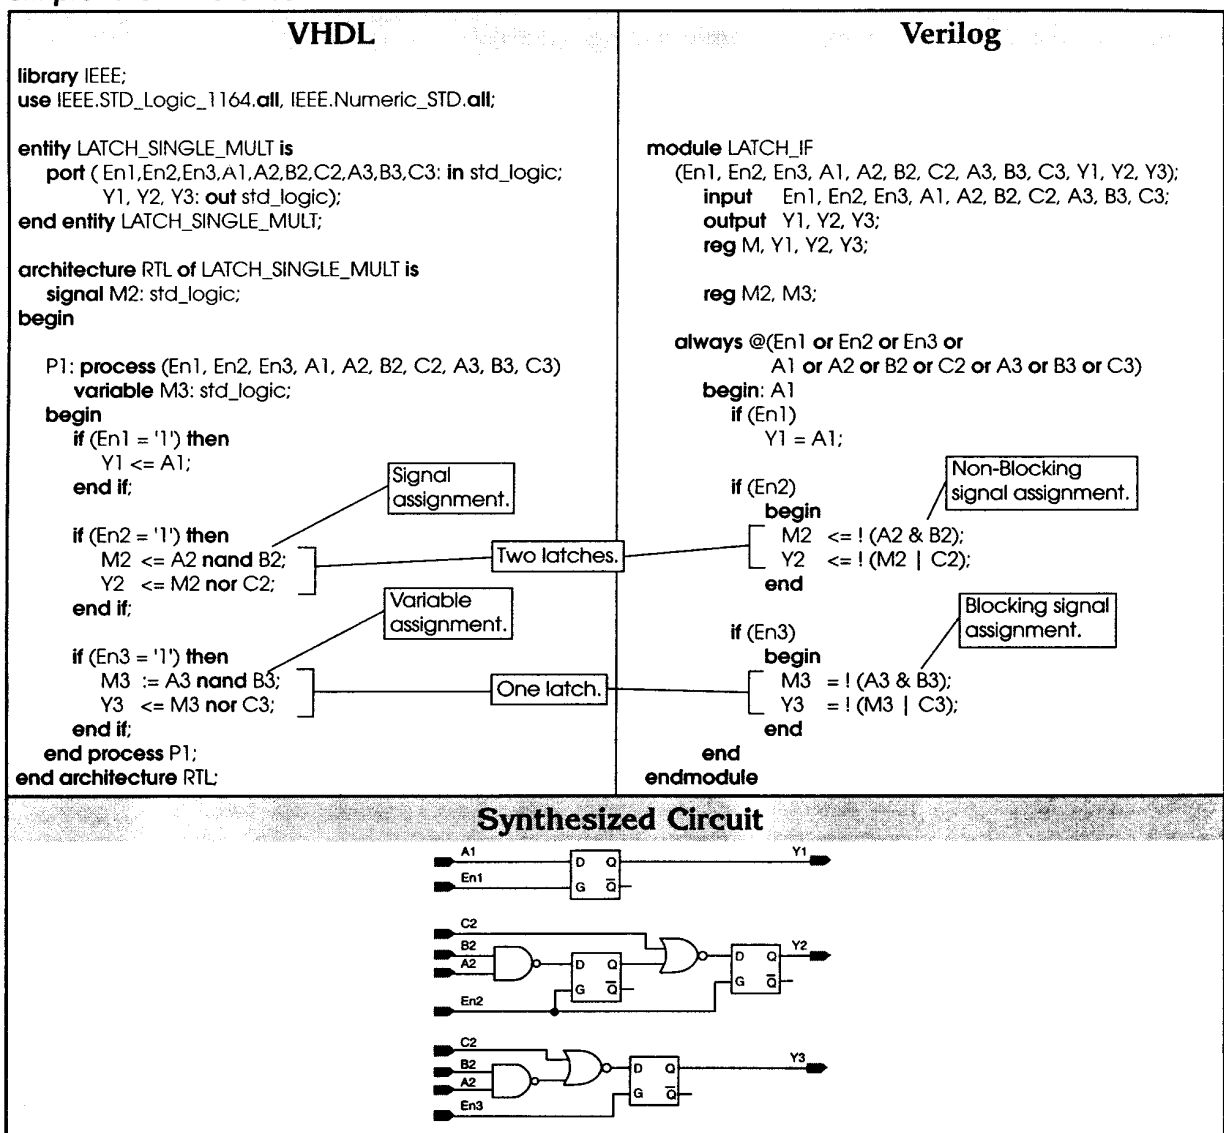 VHDL
library IEEE;
use IEEE.STD_Logic_1164.all, IEEE.Numeric_STD.all;
entity LATCH_SINGLE_MULT is
port ( En1,En2,En3,A1,A2,B2,C2,A3,B3,C3: in std_logic;
Y1, Y2, Y3: out std_logic);
end entity LATCH_SINGLE_MULT;
architecture RTL of LATCH_SINGLE_MULT is
signal M2: std_logic;
begin
P1: process (En1, En2, En3, A1, A2, B2, C2, A3, B3, C3)
variable M3: std_logic;
begin
if (En1 = '1') then
Y1 <= A1;
end if;
Signal
assignment.
if (En2 = '1') then
M2 <= A2 nand B2;
Y2 <= M2 nor C2;
end if;
Two latches.
Variable
assignment.
if (En3 = '1') then
M3 := A3 nand B3;
Y3 <= M3 nor C3;
end if;
One latch.
end process P1;
end architecture RTL;
Verilog
module LATCH_IF
(En1, En2, En3, A1, A2, B2, C2, A3, B3, C3, Y1, Y2, Y3);
input En1, En2, En3, A1, A2, B2, C2, A3, B3, C3;
output Y1, Y2, Y3;
reg M, Y1, Y2, Y3;
reg M2, M3;
always @(En1 or En2 or En3 or
A1 or A2 or B2 or C2 or A3 or B3 or C3)
begin: A1
if (En1)
Y1 = A1;
Non-Blocking
signal assignment.
if (En2)
begin
M2 <= ! (A2 & B2);
Y2 <= ! (M2 | C2);
end
Blocking signal
assignment.
if (En3)
begin
M3 = ! (A3 & B3);
Y3 = ! (M3 | C3);
end
end
endmodule
Synthesized Circuit
A1
D Q
Y1
En1
G Q
C2
B2
A2
D Q
G Q
D Q
Y2
G Q
En2
C2
B2
A2
D Q
Y3
G Q
En3